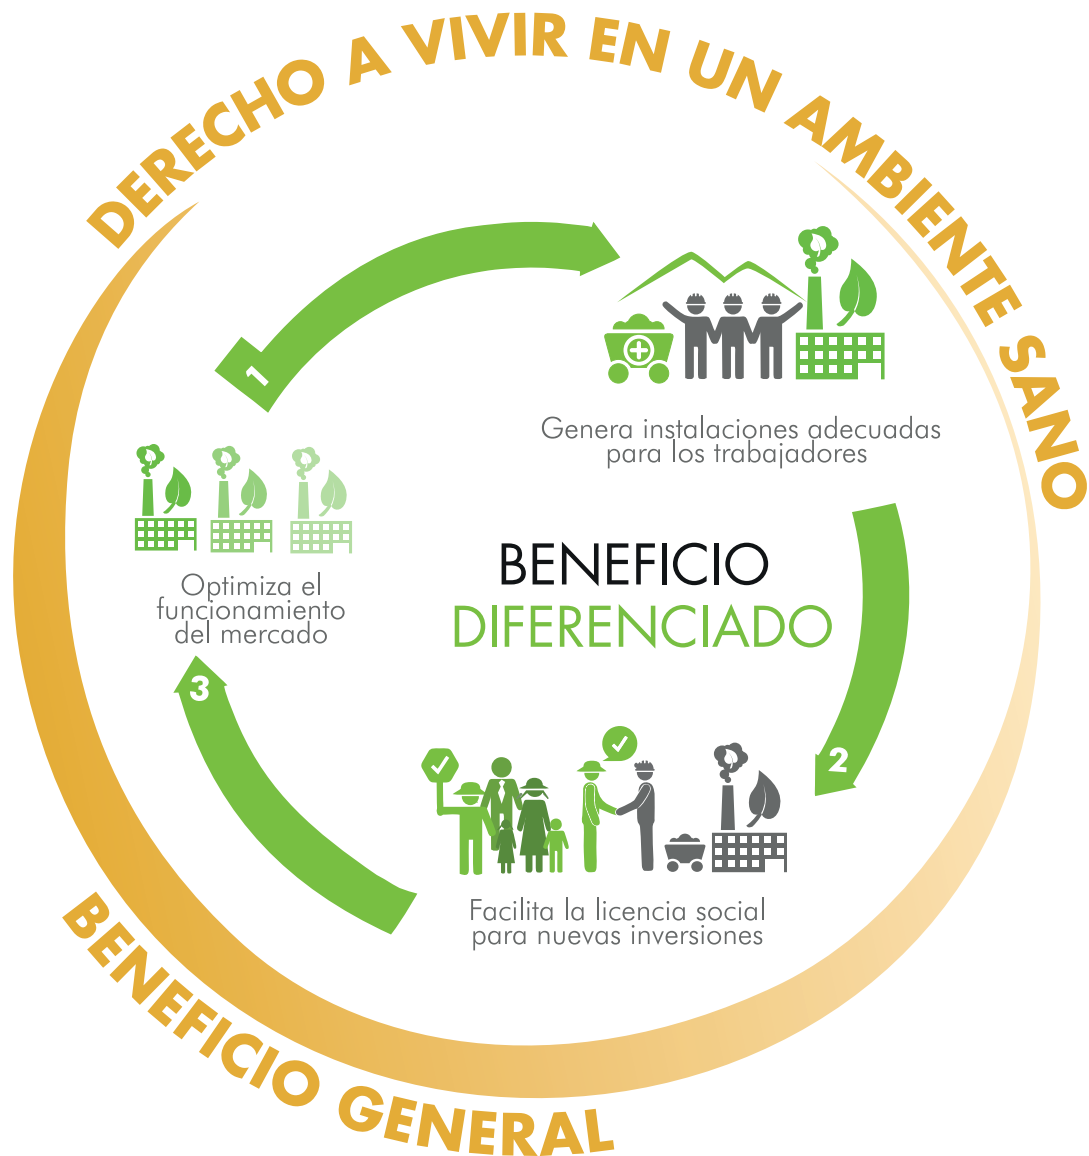 DERECHO A VIVIR EN UN AMBIENTE SANO
1
Genera instalaciones adecuadas
para los trabajadores
Optimiza el
funcionamiento
del mercado
BENEFICIO
DIFERENCIADO
3
2
Facilita la licencia social
para nuevas inversiones
BENEFICIO GENERAL